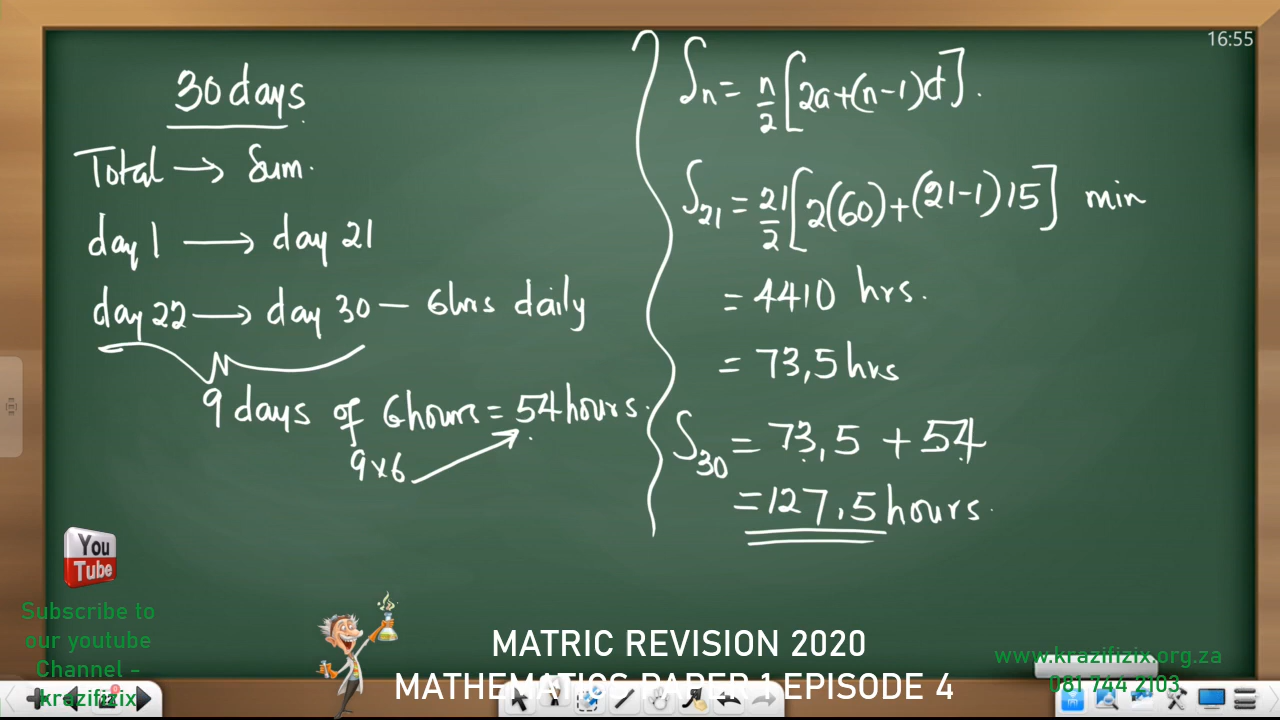 16:55
30 days
Total → Sum.
day 1 → day 21
day 22 → day 30 – 6hrs daily
9 days of 6 hours = 54 hours.
9 x 6
Sn = n/2 [2a+(n-1)d].
S21 = 21/2 [2(60)+(21-1)15] min
= 4410 hrs.
= 73,5 hrs
S30 = 73,5 + 54
= 127,5 hours.
You
Tube
Subscribe to
our youtube
Channel -
krazifizix
MATRIC REVISION 2020
MATHEMATICS PAPER 1 EPISODE 4
www.krazifizix.org.za
081 744 2103